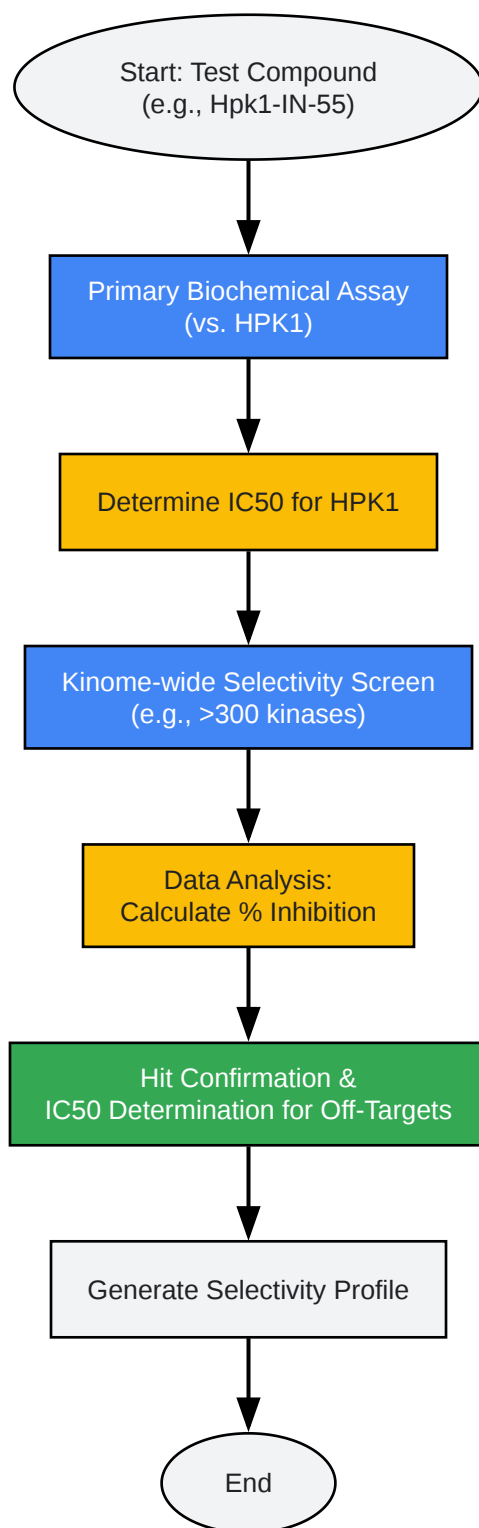 Start: Test Compound
(e.g., Hpk1-IN-55)
Primary Biochemical Assay
(vs. HPK1)
Determine IC50 for HPK1
Kinome-wide Selectivity Screen
(e.g., >300 kinases)
Data Analysis:
Calculate % Inhibition
Hit Confirmation &
IC50 Determination for Off-Targets
Generate Selectivity Profile
End